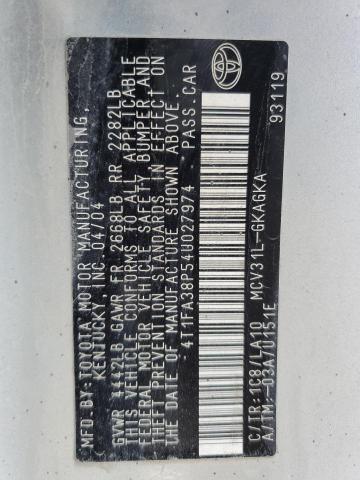 MFD.BY:TOYOTA MOTOR MANUFACTURING,
KENTUCKY,INC. 04/04
GVWR 4442LB GAWR FR 2668LB RR 2282LB
THIS VEHICLE CONFORMS TO ALL APPLICABLE
FEDERAL MOTOR VEHICLE SAFETY BUMPER,AND
THEFT PREVENTION STANDARDS IN EFFECT ON
THE DATE OF MANUFACTURE SHOWN ABOVE.
4T1FA38P54U027974 PASS.CAR
C/TR:1C8/LA10 MCV31L-GKAGKA
A/TM:-03A/U151E 93119